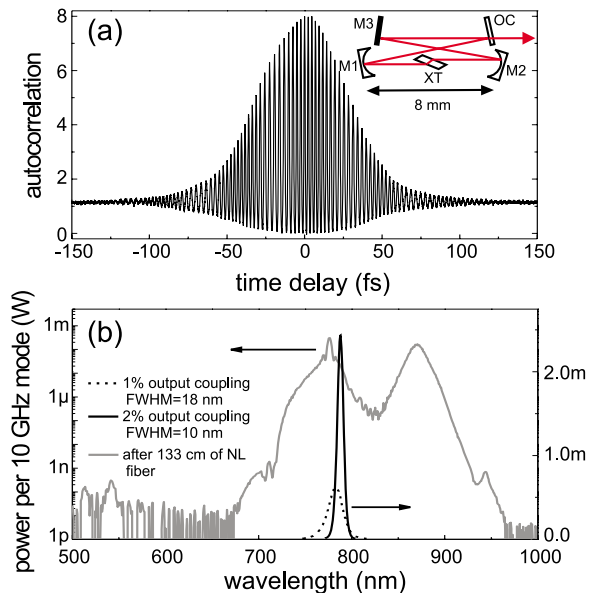 (a)
M3
OC
M1
XT
M2
8 mm
autocorrelation
8
6
4
2
0
-150 -100 -50 0 50 100 150
time delay (fs)
(b)
power per 10 GHz mode (W)
1m
1µ
1n
1p
2.0m
1.0m
0.0
1% output coupling
FWHM=18 nm
2% output coupling
FWHM=10 nm
after 133 cm of NL
fiber
500 600 700 800 900 1000
wavelength (nm)